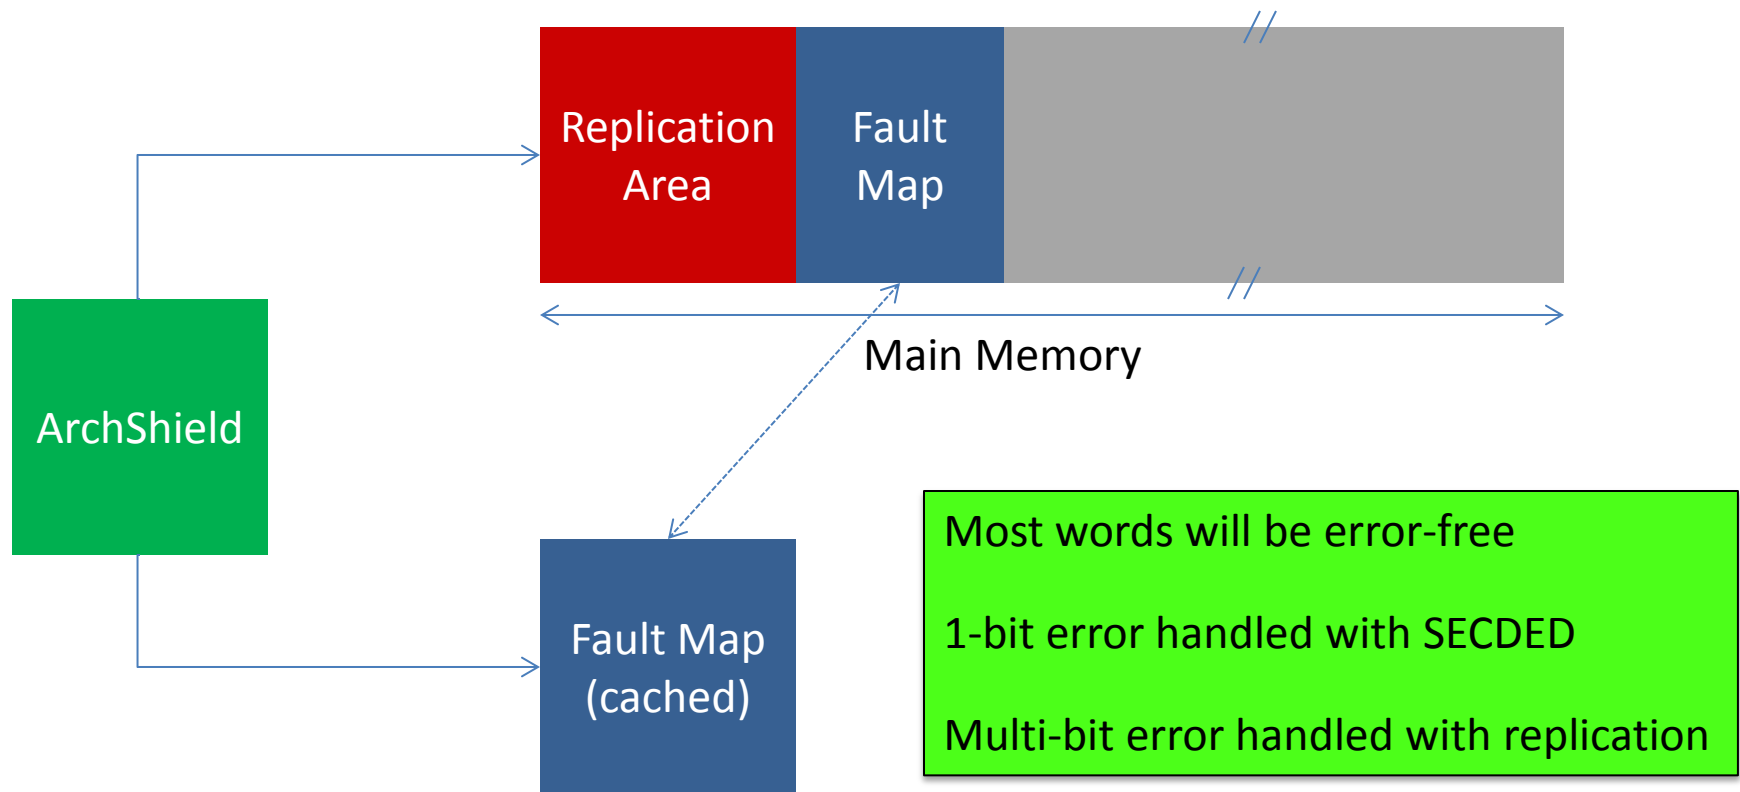 Replication
Area
Fault
Map
Main Memory
ArchShield
Fault Map
(cached)
Most words will be error-free
1-bit error handled with SECDED
Multi-bit error handled with replication